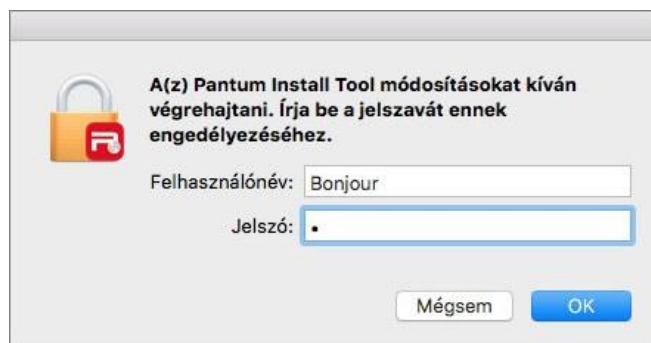 A(z) Pantum Install Tool módosításokat kíván
végrehajtani. Írja be a jelszavát ennek
engedélyezéséhez.
Felhasználónév: Bonjour
Jelszó: •
Mégsem OK